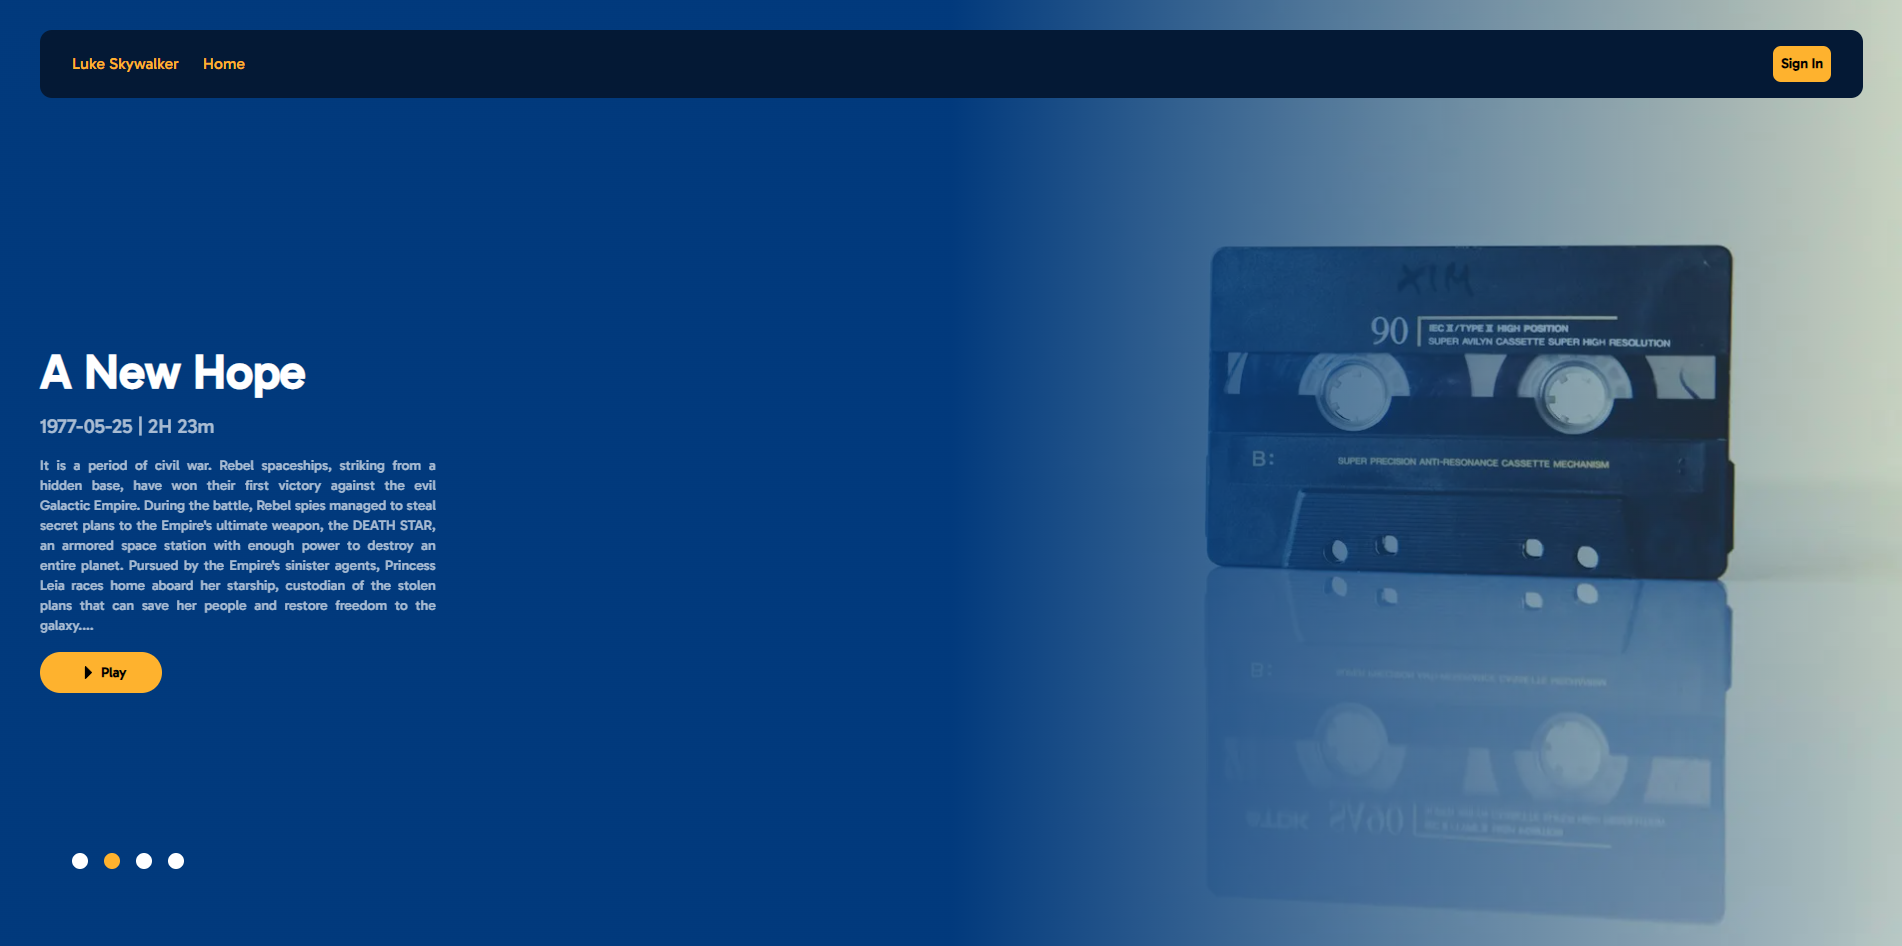 Luke Skywalker Home Sign In
A New Hope
1977-05-25 | 2H 23m
It is a period of civil war. Rebel spaceships, striking from a
hidden base, have won their first victory against the evil
Galactic Empire. During the battle, Rebel spies managed to steal
secret plans to the Empire's ultimate weapon, the DEATH STAR,
an armored space station with enough power to destroy an
entire planet. Pursued by the Empire's sinister agents, Princess
Leia races home aboard her starship, custodian of the stolen
plans that can save her people and restore freedom to the
galaxy....
Play
XIM
90
IEC II/TYPE II HIGH POSITION
SUPER AVILYN CASSETTE SUPER HIGH RESOLUTION
B:
SUPER PRECISION ANTI-RESONANCE CASSETTE MECHANISM